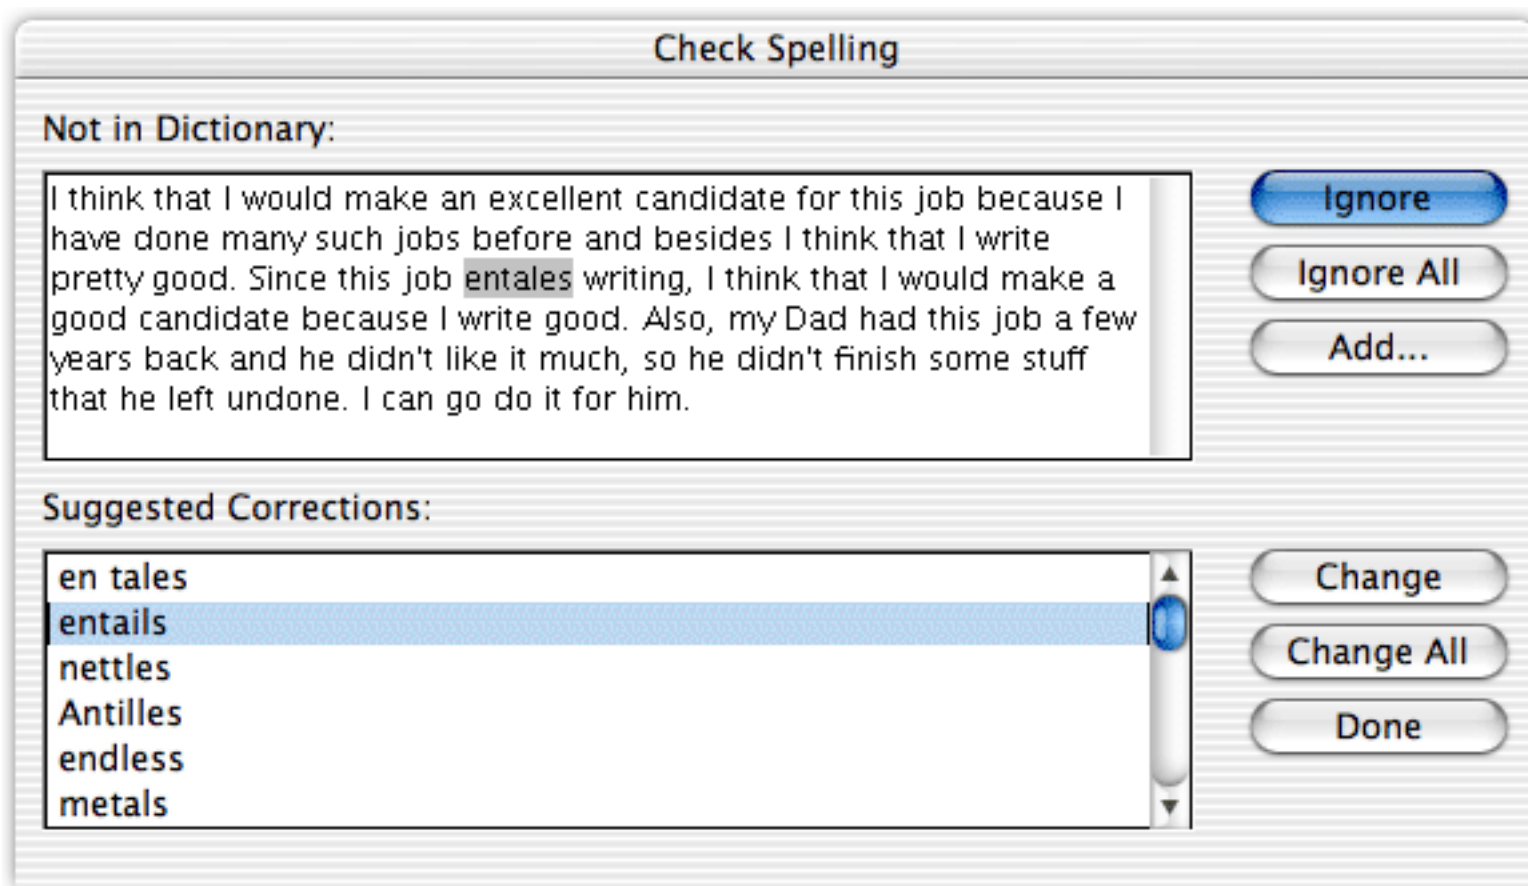 Check Spelling
Not in Dictionary:
I think that I would make an excellent candidate for this job because I
have done many such jobs before and besides I think that I write
pretty good. Since this job entales writing, I think that I would make a
good candidate because I write good. Also, my Dad had this job a few
years back and he didn't like it much, so he didn't finish some stuff
that he left undone. I can go do it for him.
Ignore
Ignore All
Add...
Suggested Corrections:
en tales
entails
nettles
Antilles
endless
metals
Change
Change All
Done